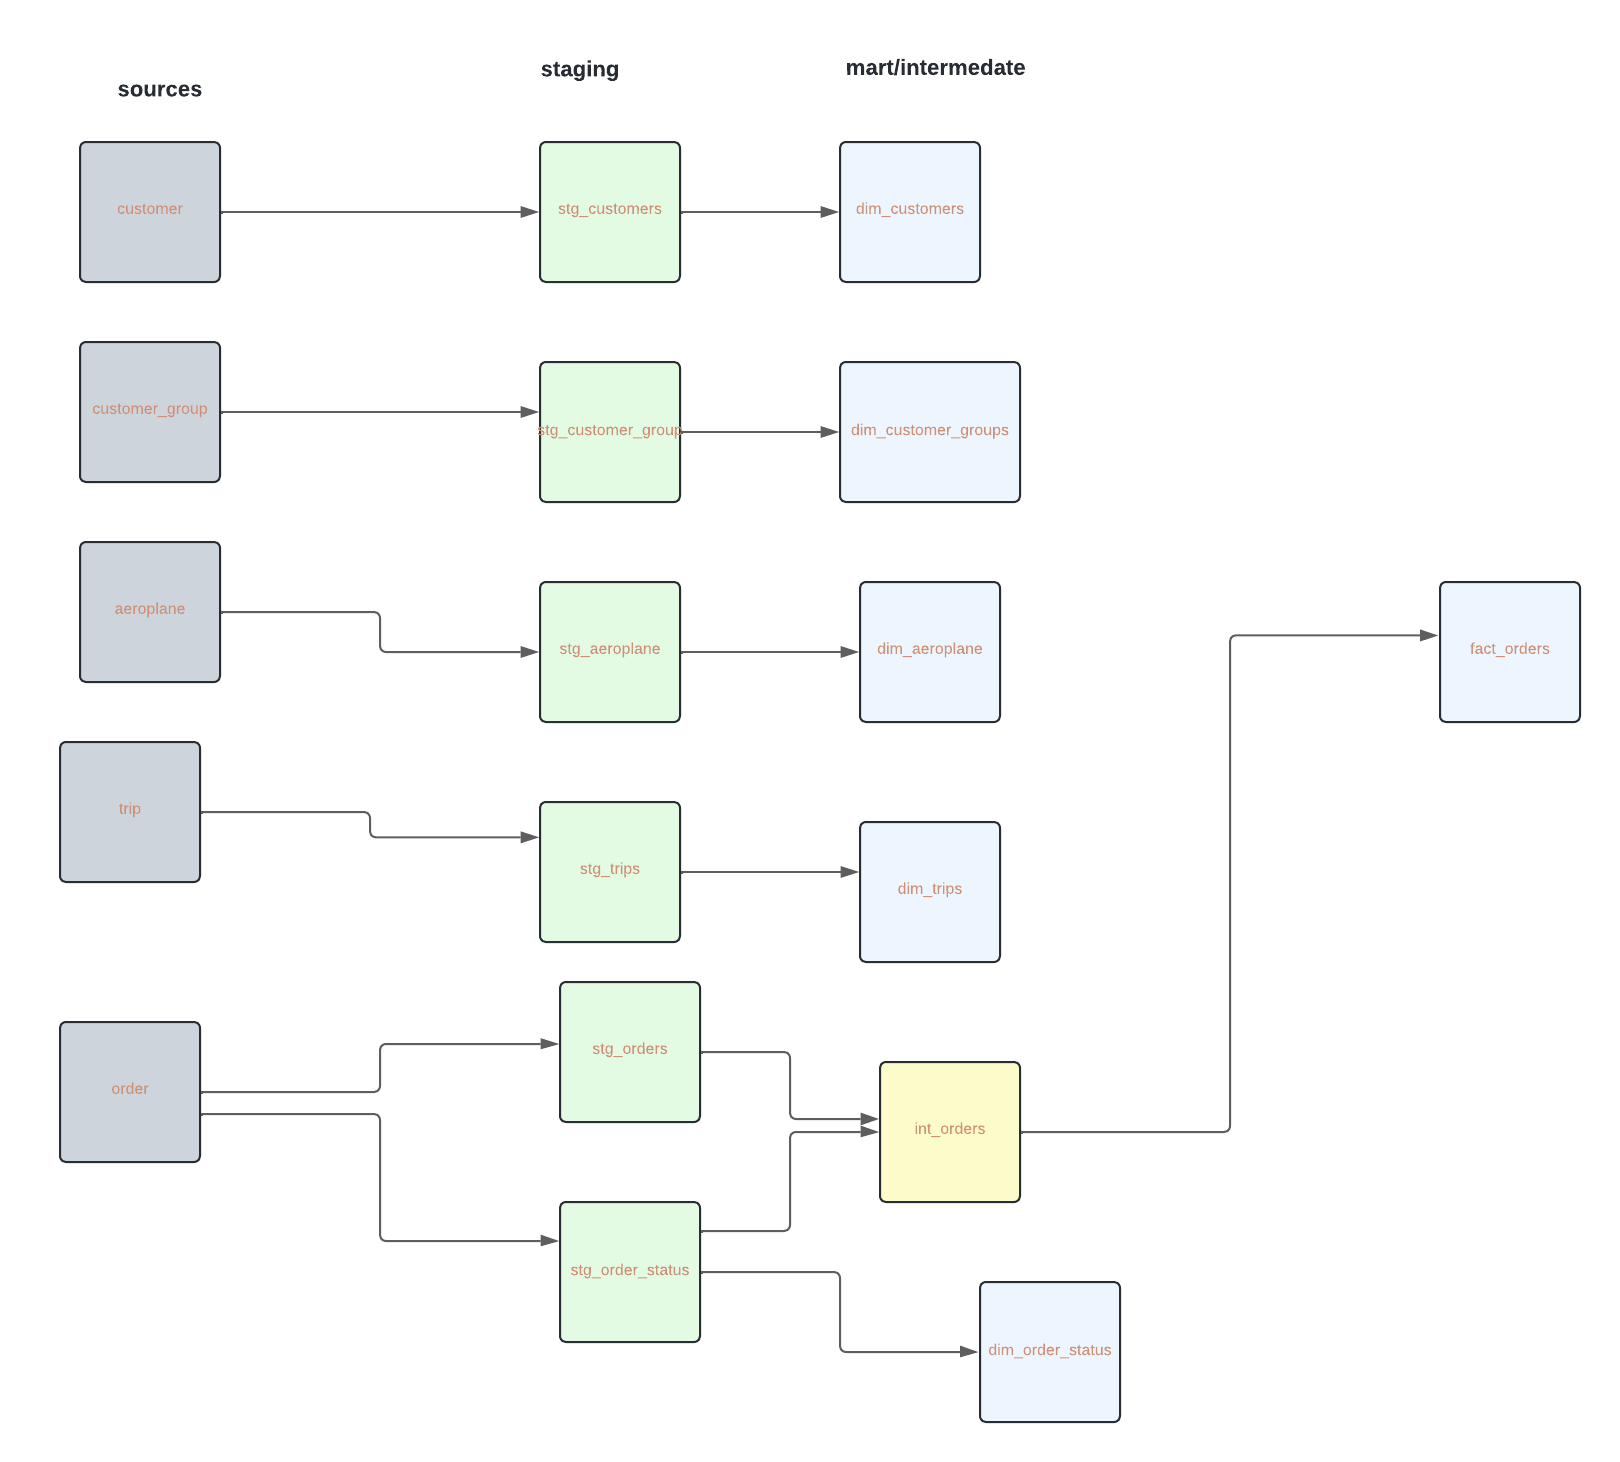 sources
staging
mart/intermedate
customer
stg_customers
dim_customers
customer_group
stg_customer_group
dim_customer_groups
aeroplane
stg_aeroplane
dim_aeroplane
fact_orders
trip
stg_trips
dim_trips
order
stg_orders
int_orders
stg_order_status
dim_order_status